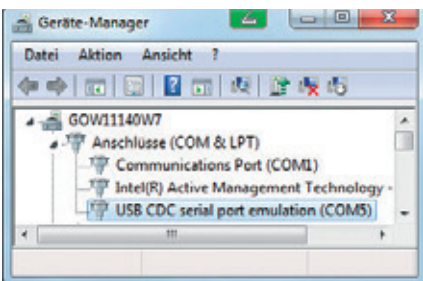 Geräte-Manager
Datei Aktion Ansicht ?
GOW11140W7
Anschlüsse (COM & LPT)
Communications Port (COM1)
Intel(R) Active Management Technology -
USB CDC serial port emulation (COM5)